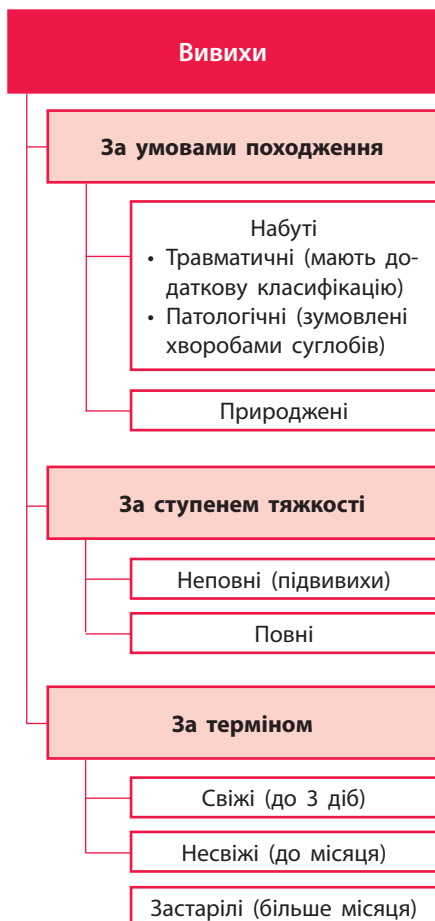 Вивихи
За умовами походження
Набуті
• Травматичні (мають до-
даткову класифікацію)
• Патологічні (зумовлені
хворобами суглобів)
Природжені
За ступенем тяжкості
Неповні (підвивихи)
Повні
За терміном
Свіжі (до 3 діб)
Несвіжі (до місяця)
Застарілі (більше місяця)